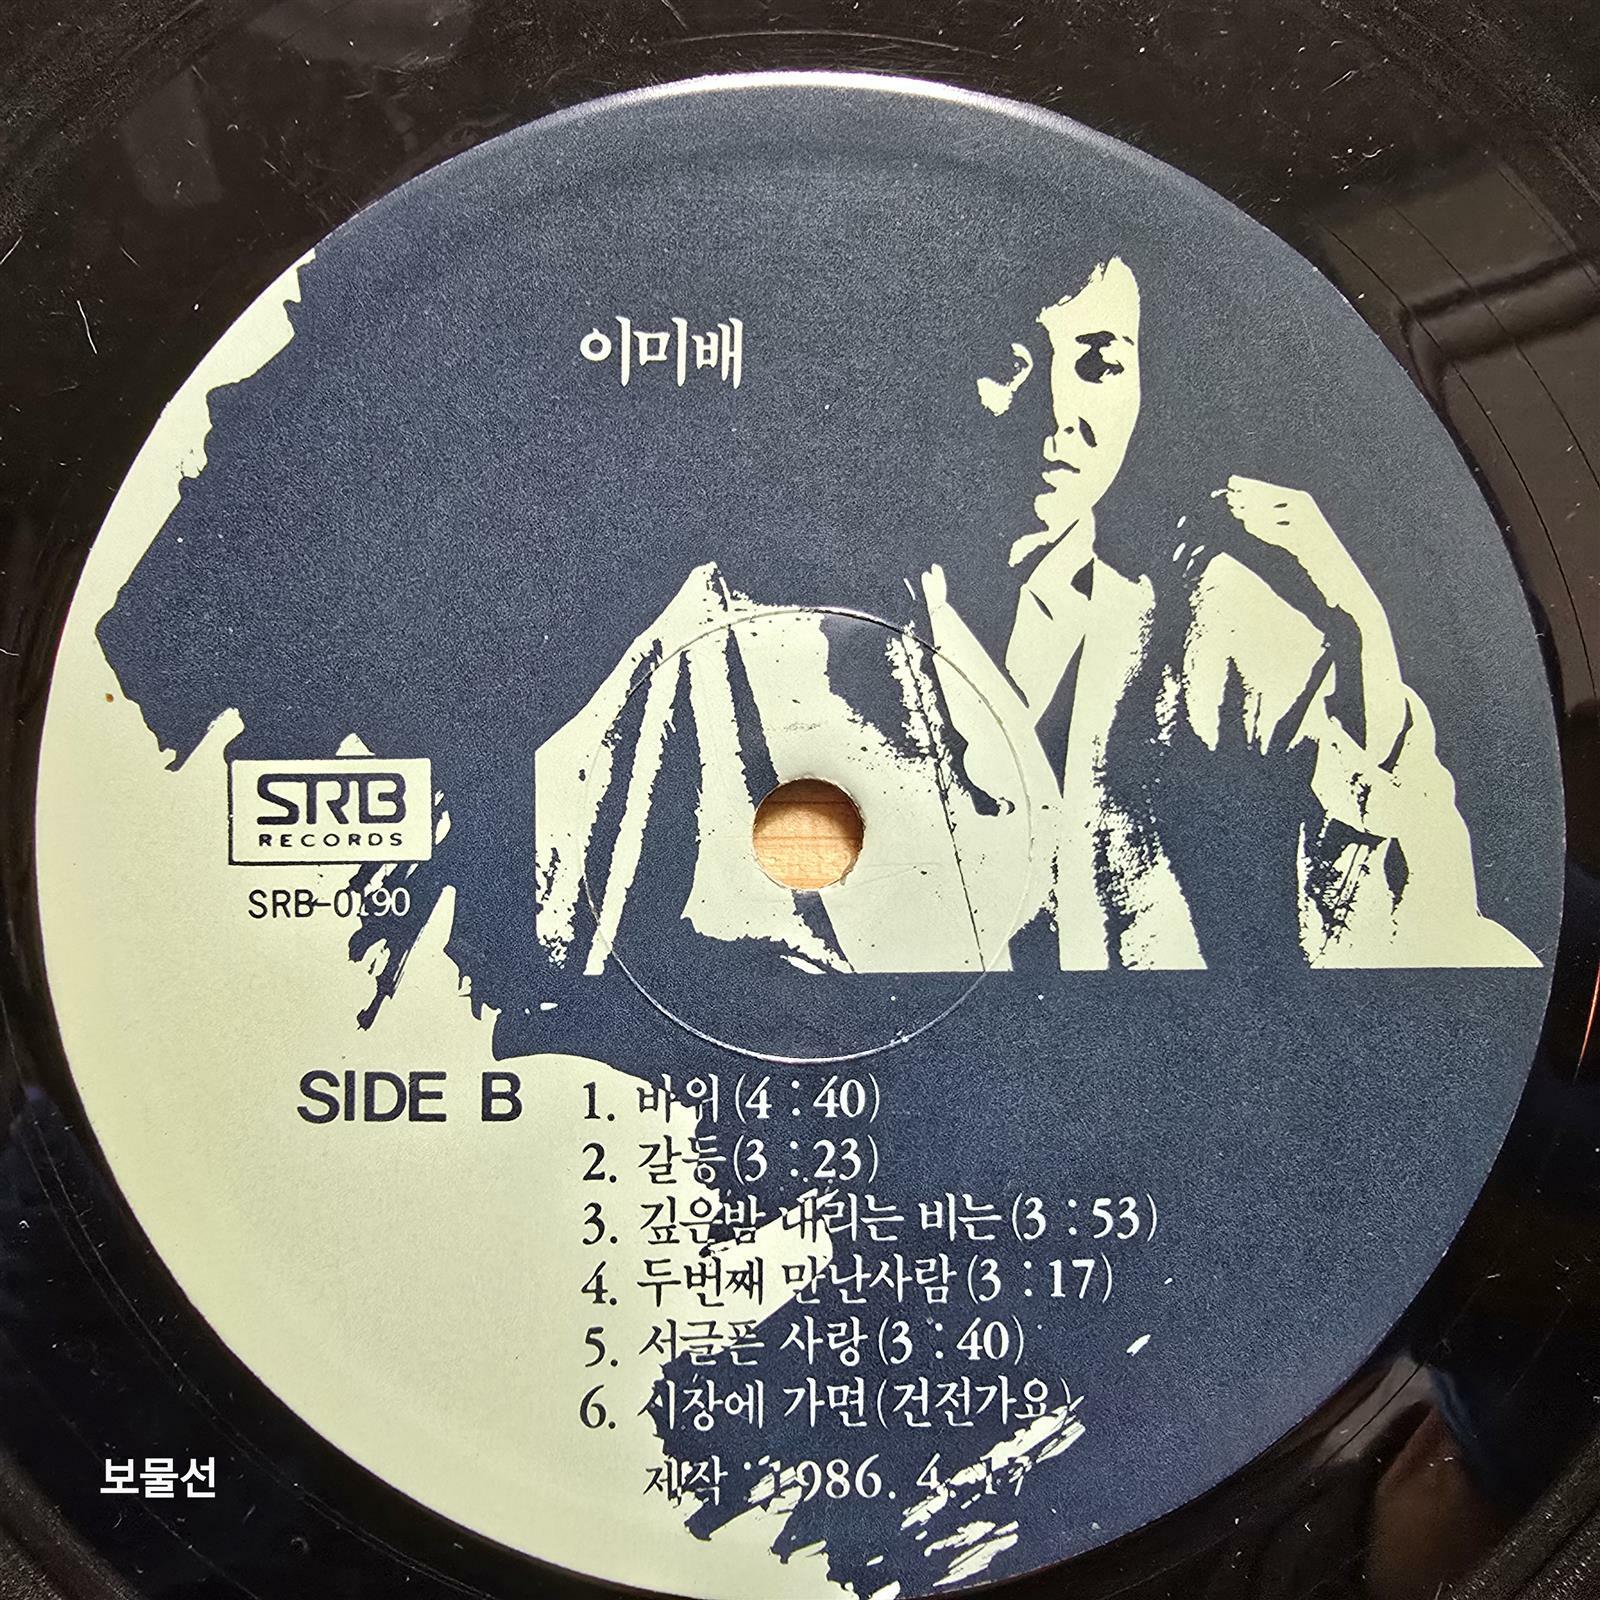 이미배
SRB
RECORDS
SRB-0190
SIDE B
1. 바위(4:40)
2. 갈등(3:23)
3. 깊은밤 내리는 비는(3:53)
4. 두번째 만난사람(3:17)
5. 서글픈 사랑(3:40)
6. 시장에 가면(건전가요)
제작:1986. 4.
보물선